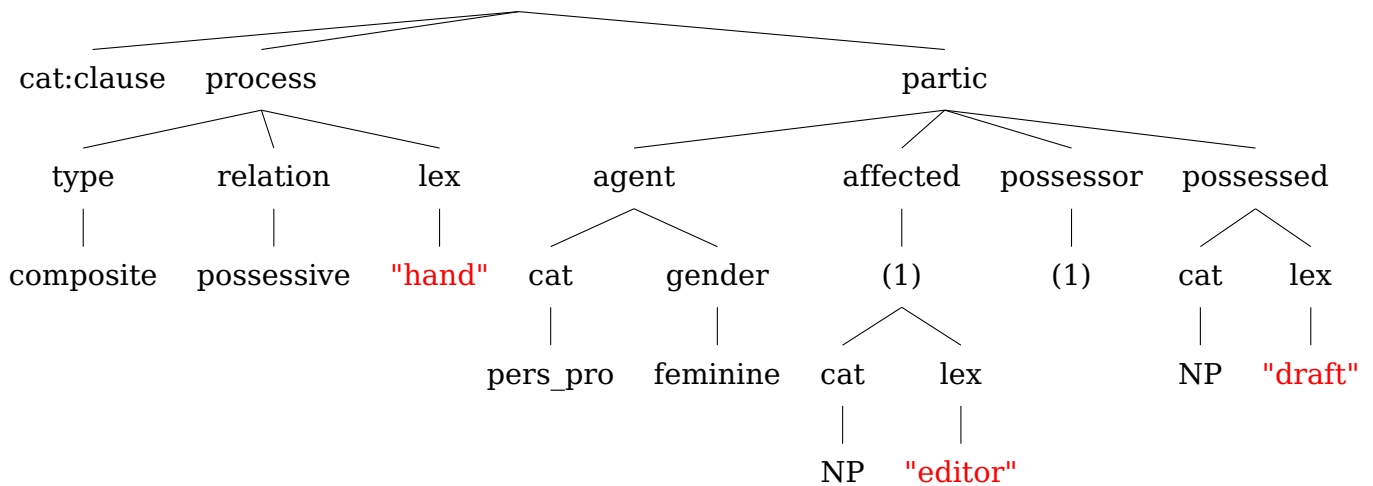 cat:clause process partic
type relation lex agent affected possessor possessed
composite possessive "hand" cat gender (1) (1) cat lex
pers_pro feminine cat lex NP "draft"
NP "editor"